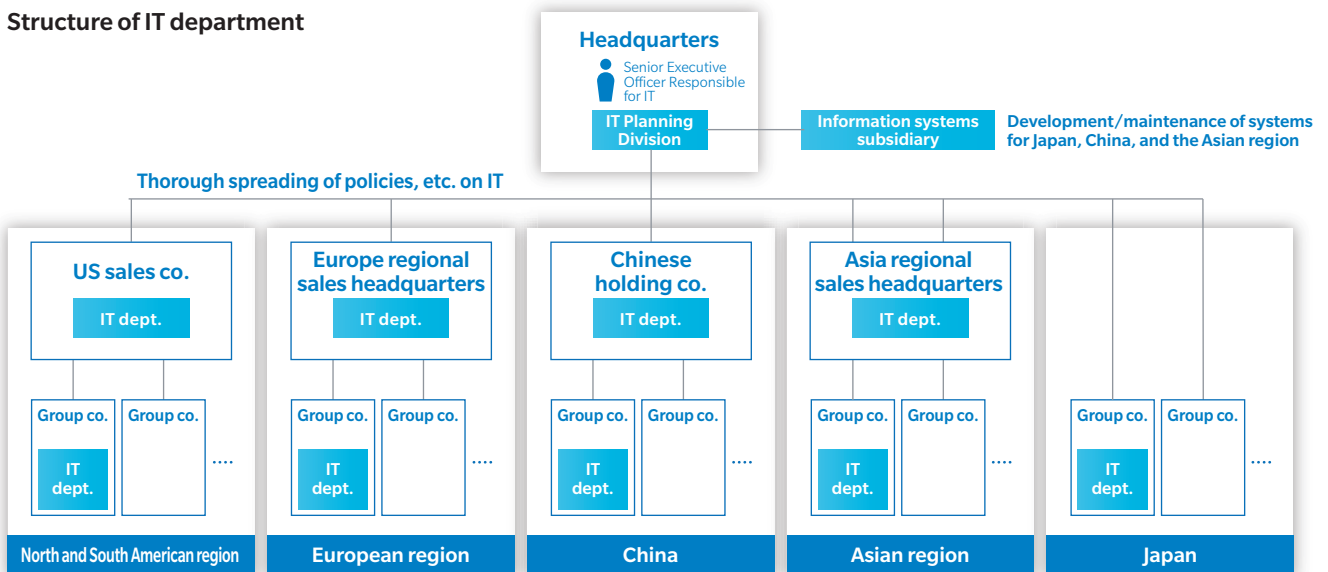 Structure of IT department
Headquarters
Senior Executive
Officer Responsible
for IT
IT Planning
Division
Information systems
subsidiary
Development/maintenance of systems
for Japan, China, and the Asian region
Thorough spreading of policies, etc. on IT
US sales co.
IT dept.
Group co.
IT
dept.
Group co.
....
North and South American region
Europe regional
sales headquarters
IT dept.
Group co.
IT
dept.
Group co.
....
European region
Chinese
holding co.
IT dept.
Group co.
IT
dept.
Group co.
....
China
Asia regional
sales headquarters
IT dept.
Group co.
IT
dept.
Group co.
....
Asian region
Group co.
IT
dept.
Group co.
....
Japan